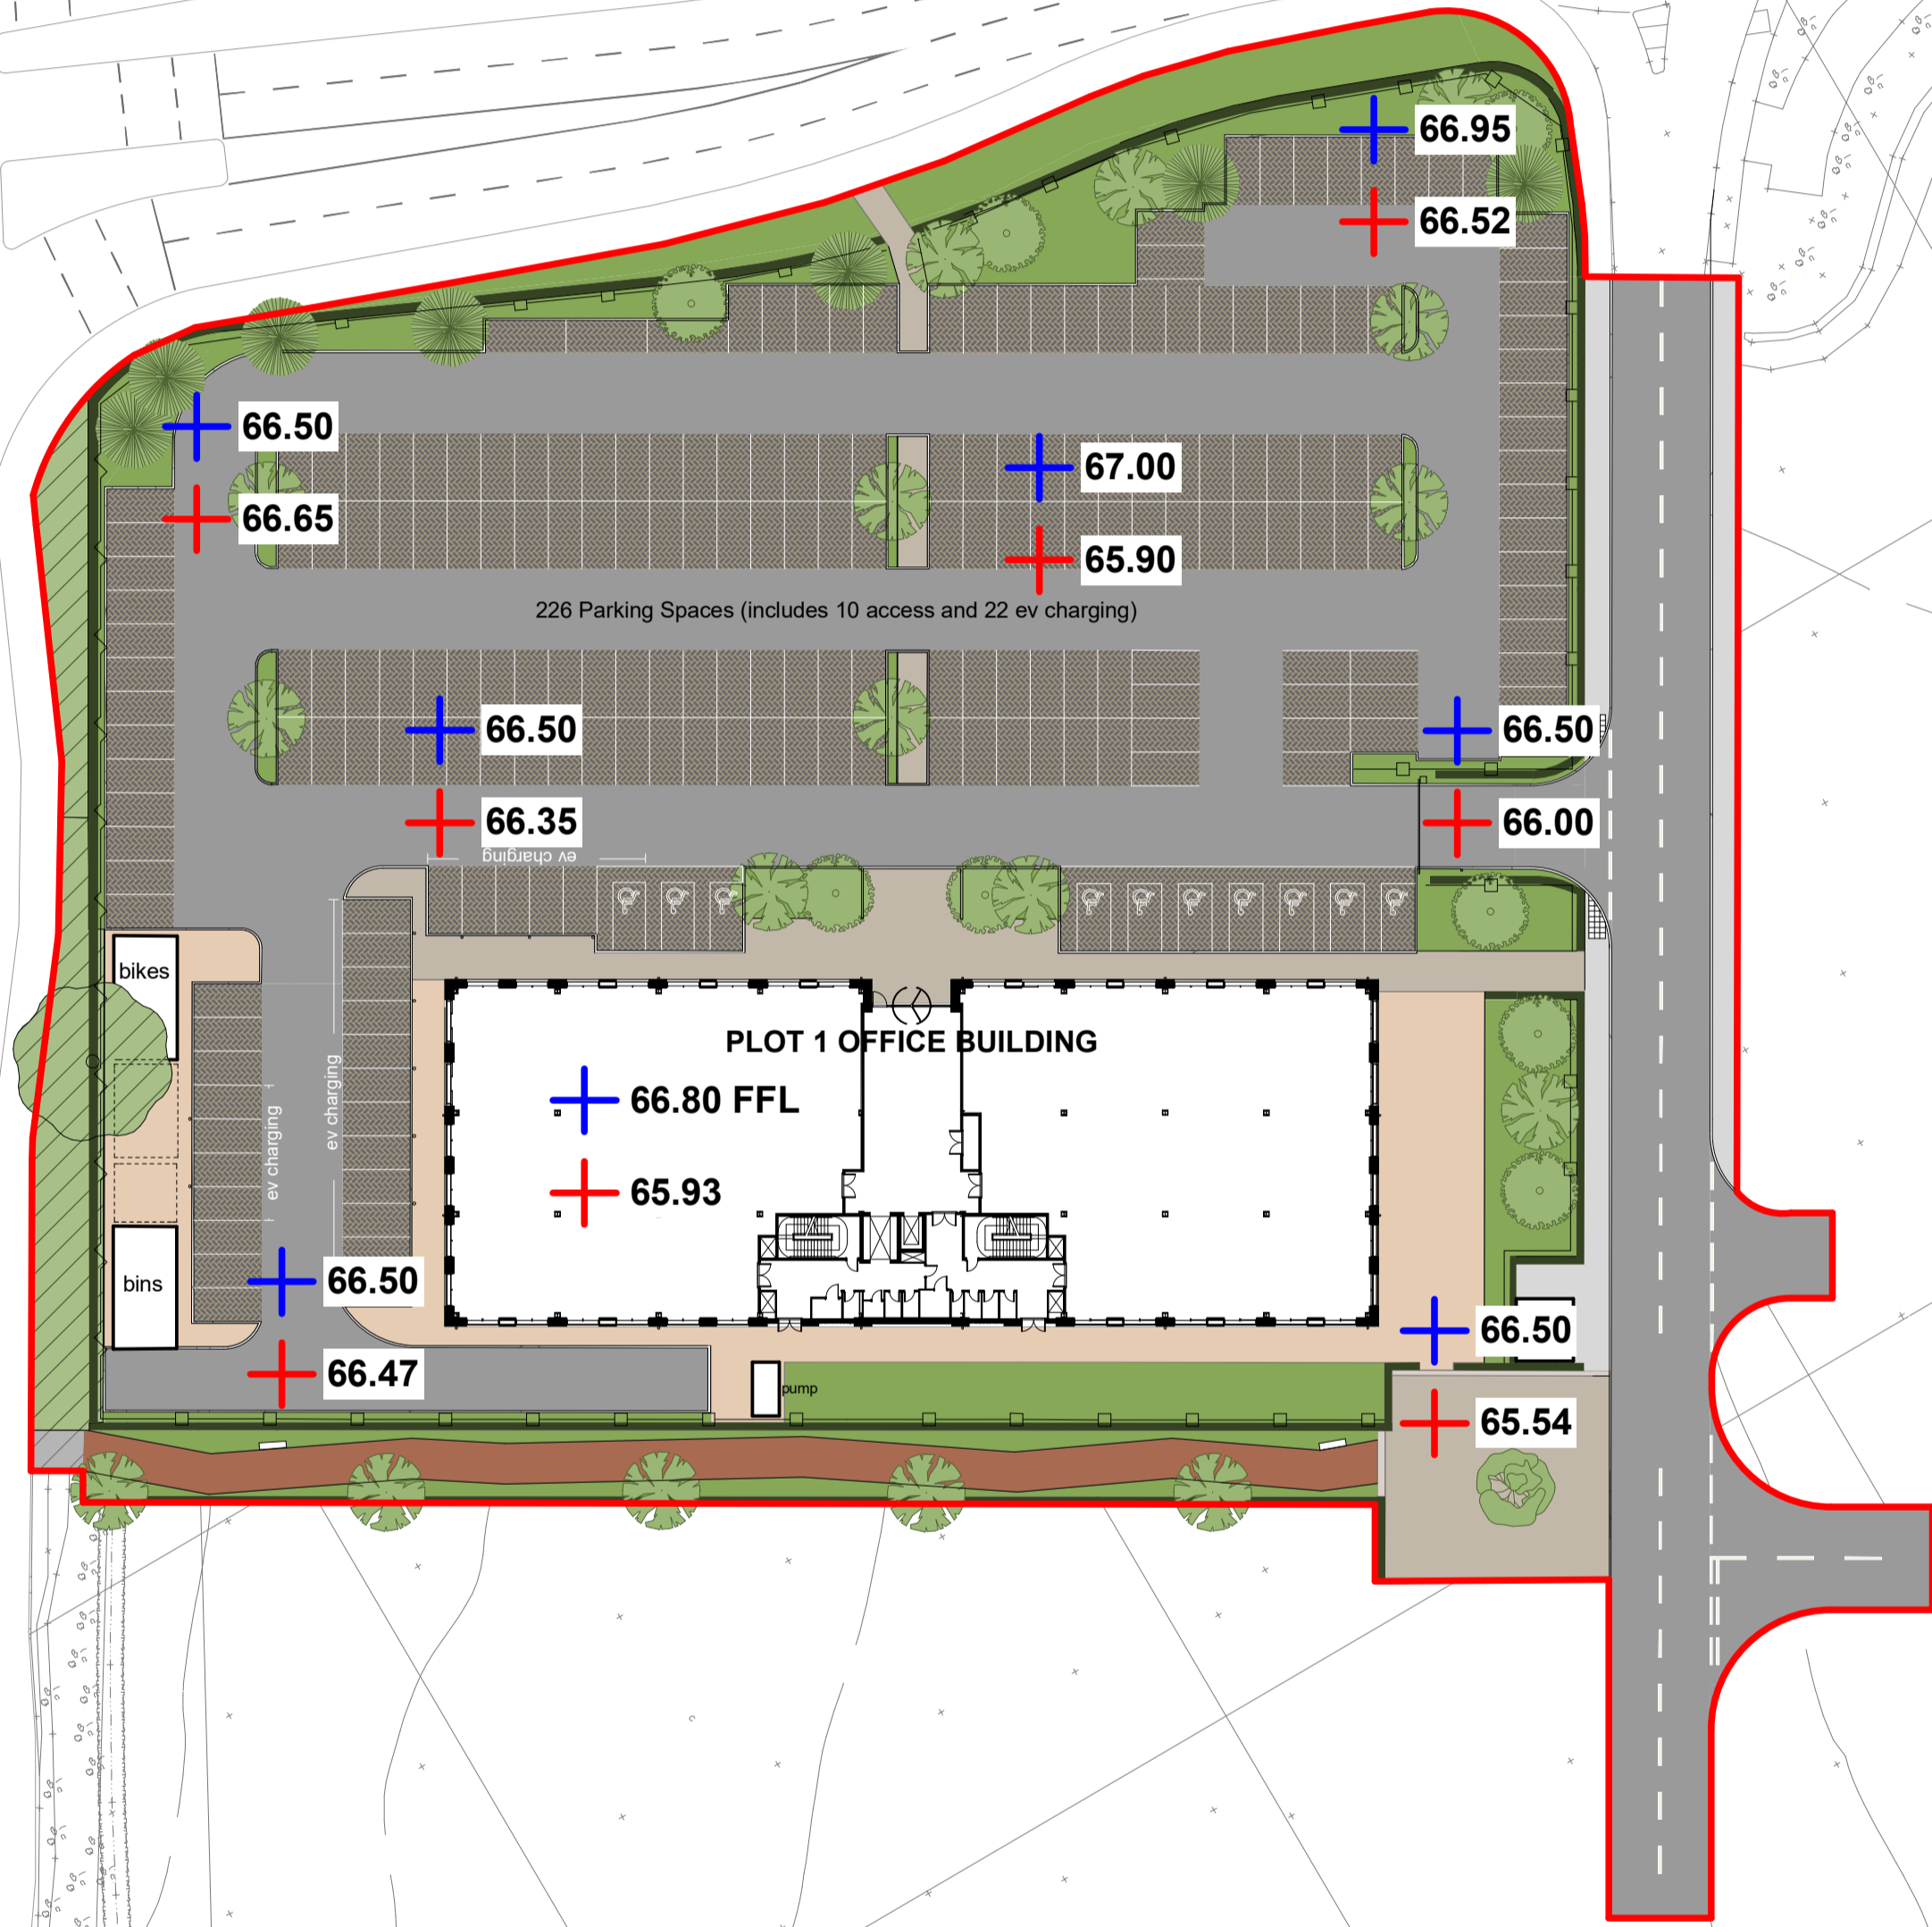 66.95
66.52
66.50
66.65
67.00
65.90
226 Parking Spaces (includes 10 access and 22 ev charging)
66.50
66.50
66.35
66.00
ev charging
bikes
PLOT 1 OFFICE BUILDING
ev charging
ev charging
66.80 FFL
65.93
bins
66.50
66.50
66.47
pump
65.54